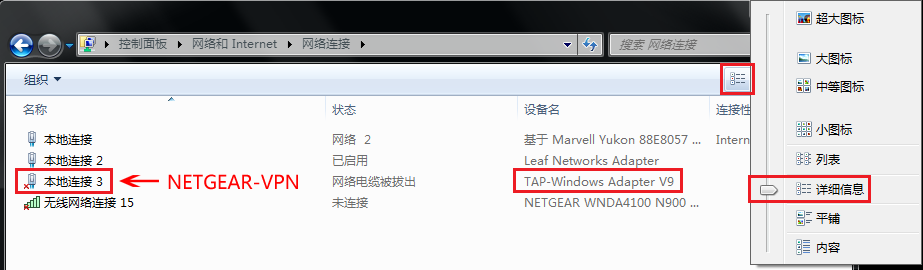 控制面板 ▸ 网络和 Internet ▸ 网络连接 ▸
搜索 网络连接
组织 ▼
名称 状态 设备名 连接性
本地连接 网络 2 基于 Marvell Yukon 88E8057 ... Intern
本地连接 2 已启用 Leaf Networks Adapter
本地连接 3 NETGEAR-VPN 网络电缆被拔出 TAP-Windows Adapter V9
无线网络连接 15 未连接 NETGEAR WNDA4100 N900 ...
超大图标
大图标
中等图标
小图标
列表
详细信息
平铺
内容